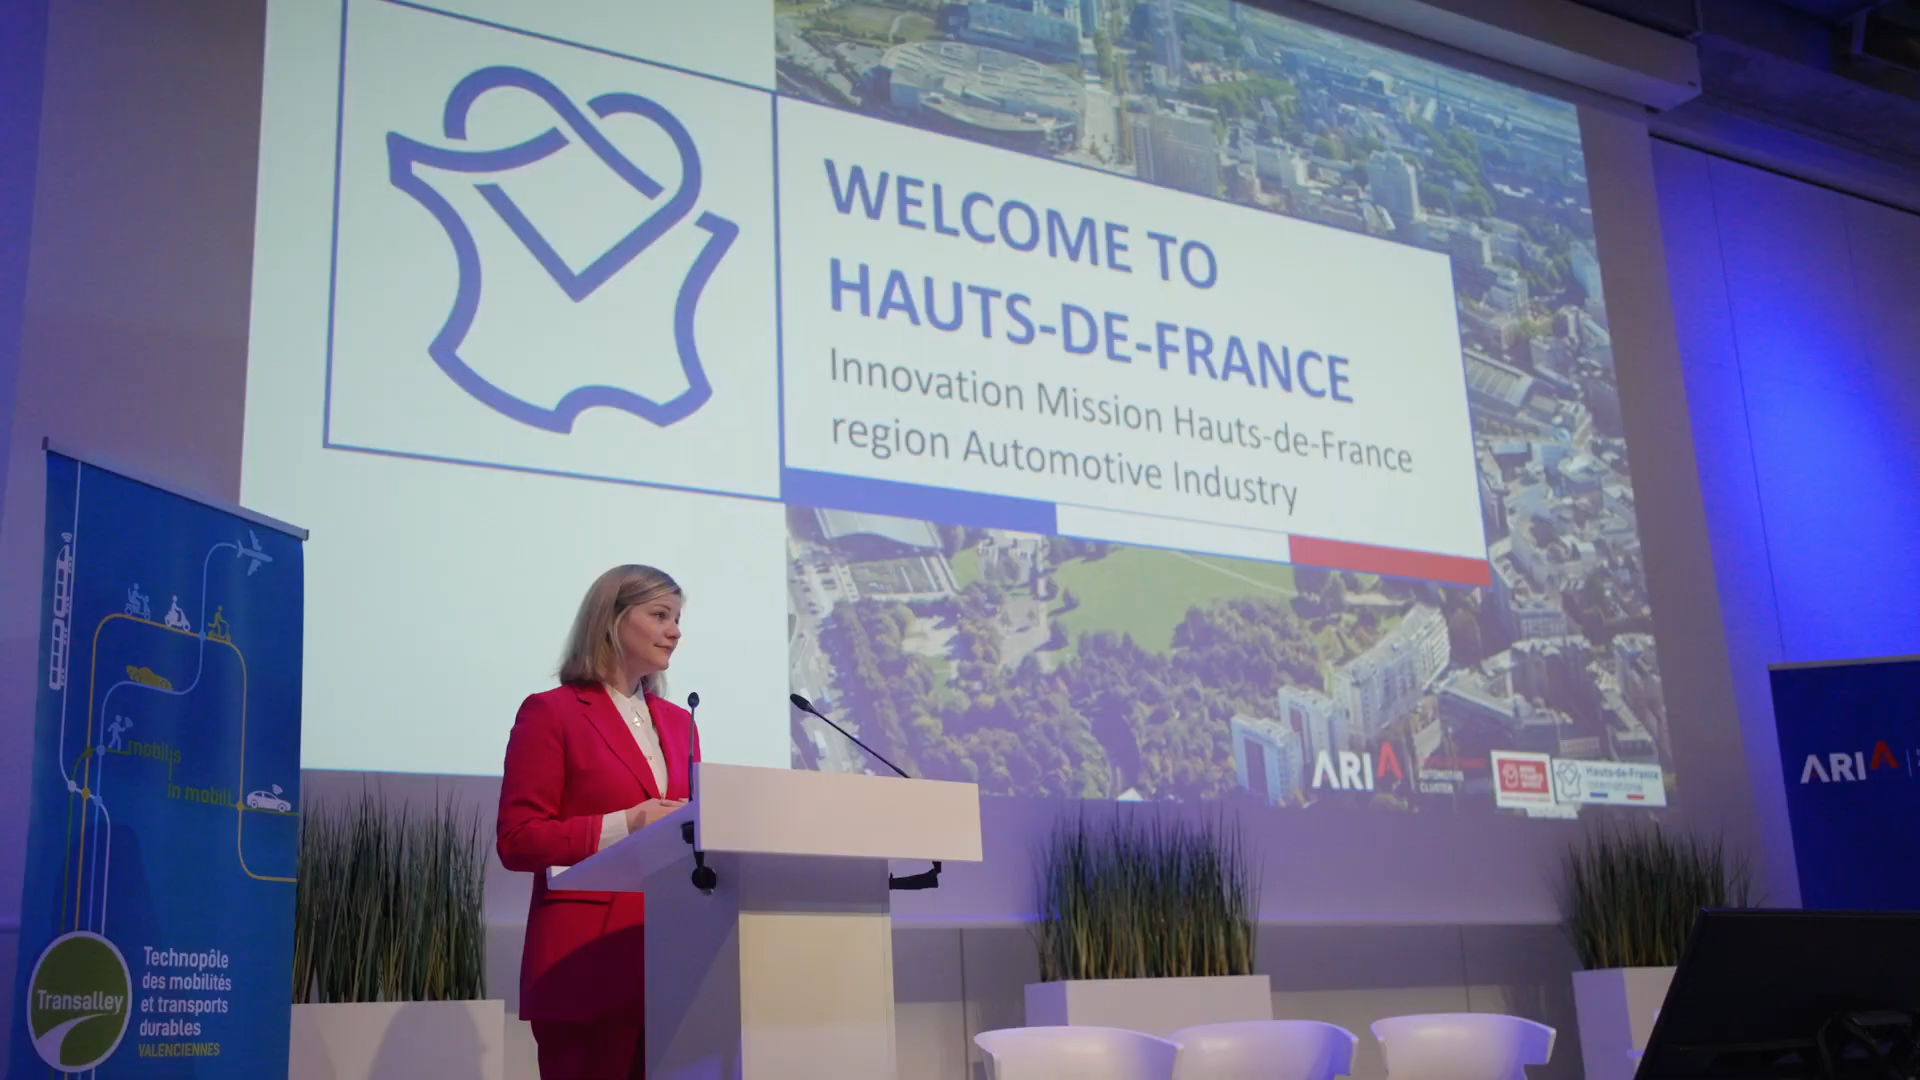 WELCOME TO
HAUTS-DE-FRANCE
Innovation Mission Hauts-de-France
region Automotive Industry
ARIA
AUTOMOTIVE
CLUSTER
Hauts-de-France
International
ARIA
mobilis
in mobili
Transalley
Technopôle
des mobilités
et transports
durables
VALENCIENNES